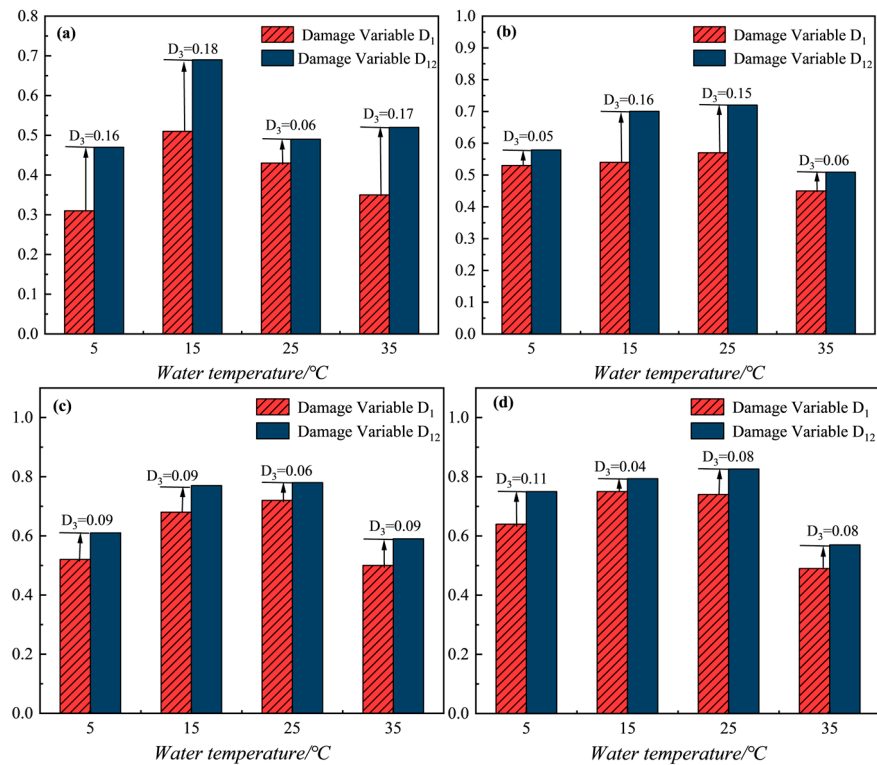 (a)
Damage Variable D₁
Damage Variable D₁₂
0.8
0.7
0.6
0.5
0.4
0.3
0.2
0.1
0.0
D₃=0.16
D₃=0.18
D₃=0.06
D₃=0.17
5 15 25 35
Water temperature/℃
(b)
Damage Variable D₁
Damage Variable D₁₂
1.0
0.9
0.8
0.7
0.6
0.5
0.4
0.3
0.2
0.1
0.0
D₃=0.05
D₃=0.16
D₃=0.15
D₃=0.06
5 15 25 35
Water temperature/℃
(c)
Damage Variable D₁
Damage Variable D₁₂
1.0
0.8
0.6
0.4
0.2
0.0
D₃=0.09
D₃=0.09
D₃=0.06
D₃=0.09
5 15 25 35
Water temperature/℃
(d)
Damage Variable D₁
Damage Variable D₁₂
1.0
0.8
0.6
0.4
0.2
0.0
D₃=0.11
D₃=0.04
D₃=0.08
D₃=0.08
5 15 25 35
Water temperature/℃